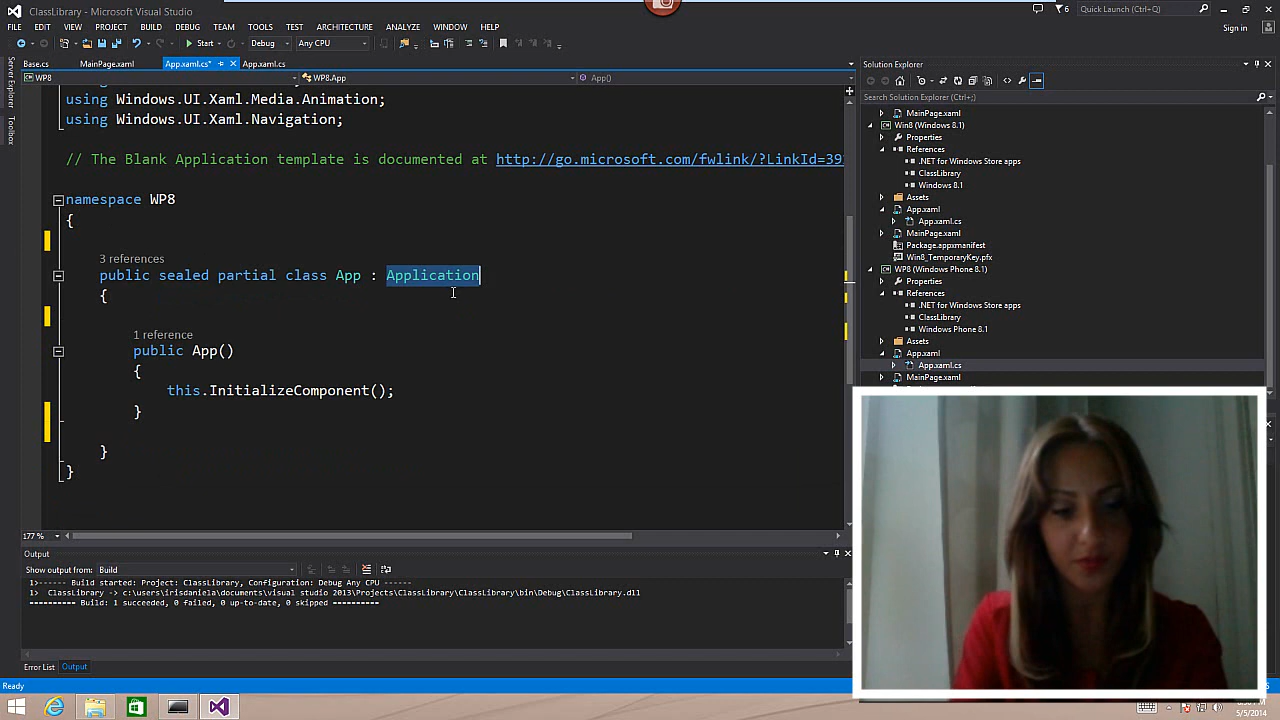 ClassLibrary - Microsoft Visual Studio
6
Quick Launch (Ctrl+Q)
FILE EDIT VIEW PROJECT BUILD DEBUG TEAM TOOLS TEST ARCHITECTURE ANALYZE WINDOW HELP
Sign in
Start Debug Any CPU
Base.cs MainPage.xaml App.xaml.cs* App.xaml.cs
WP8 WP8.App App()
Server Explorer
Toolbox
using Windows.UI.Xaml.Media.Animation;
using Windows.UI.Xaml.Navigation;
// The Blank Application template is documented at http://go.microsoft.com/fwlink/?LinkId=39
namespace WP8
{
3 references
public sealed partial class App : Application
{
1 reference
public App()
{
this.InitializeComponent();
}
}
}
177 %
Output
Show output from: Build
1>------ Build started: Project: ClassLibrary, Configuration: Debug Any CPU ------
1> ClassLibrary -> c:\users\irisdaniela\documents\visual studio 2013\Projects\ClassLibrary\ClassLibrary\bin\Debug\ClassLibrary.dll
========== Build: 1 succeeded, 0 failed, 0 up-to-date, 0 skipped ==========
Error List Output
Ready
Solution Explorer
Search Solution Explorer (Ctrl+;)
MainPage.xaml
Win8 (Windows 8.1)
Properties
References
.NET for Windows Store apps
ClassLibrary
Windows 8.1
Assets
App.xaml
App.xaml.cs
MainPage.xaml
Package.appxmanifest
Win8_TemporaryKey.pfx
WP8 (Windows Phone 8.1)
Properties
References
.NET for Windows Store apps
ClassLibrary
Windows Phone 8.1
Assets
App.xaml
App.xaml.cs
MainPage.xaml
5/5/2014